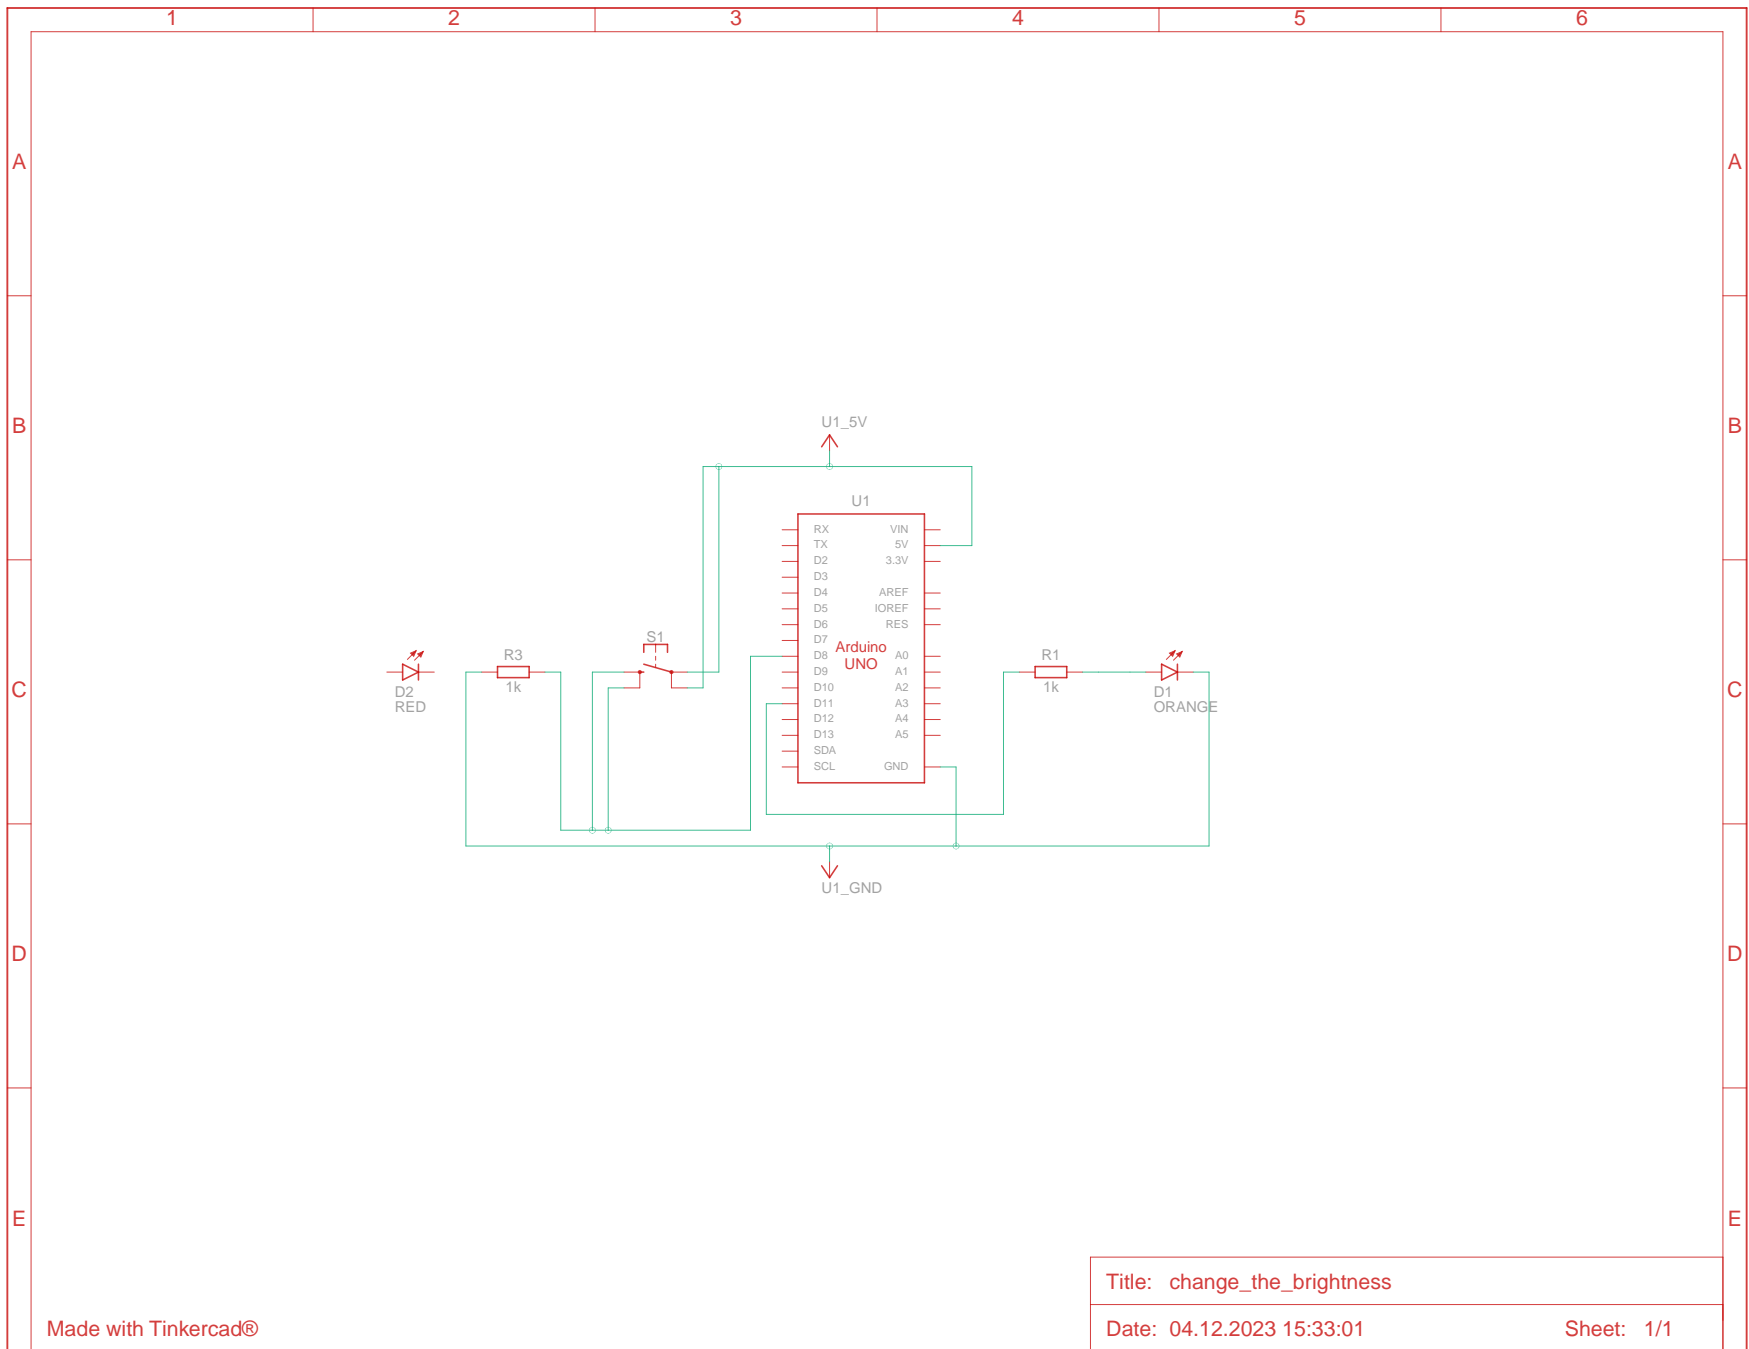 1 2 3 4 5 6
A A
B B
U1_5V
U1
RX VIN
TX 5V
D2 3.3V
D3
D4 AREF
D5 IOREF
D6 RES
D7
Arduino
UNO
D8 A0
D9 A1
D10 A2
D11 A3
D12 A4
D13 A5
SDA
SCL GND
S1
R3
1k
D2
RED
R1
1k
D1
ORANGE
C C
U1_GND
D D
E E
Title: change_the_brightness
Made with Tinkercad®
Date: 04.12.2023 15:33:01 Sheet: 1/1